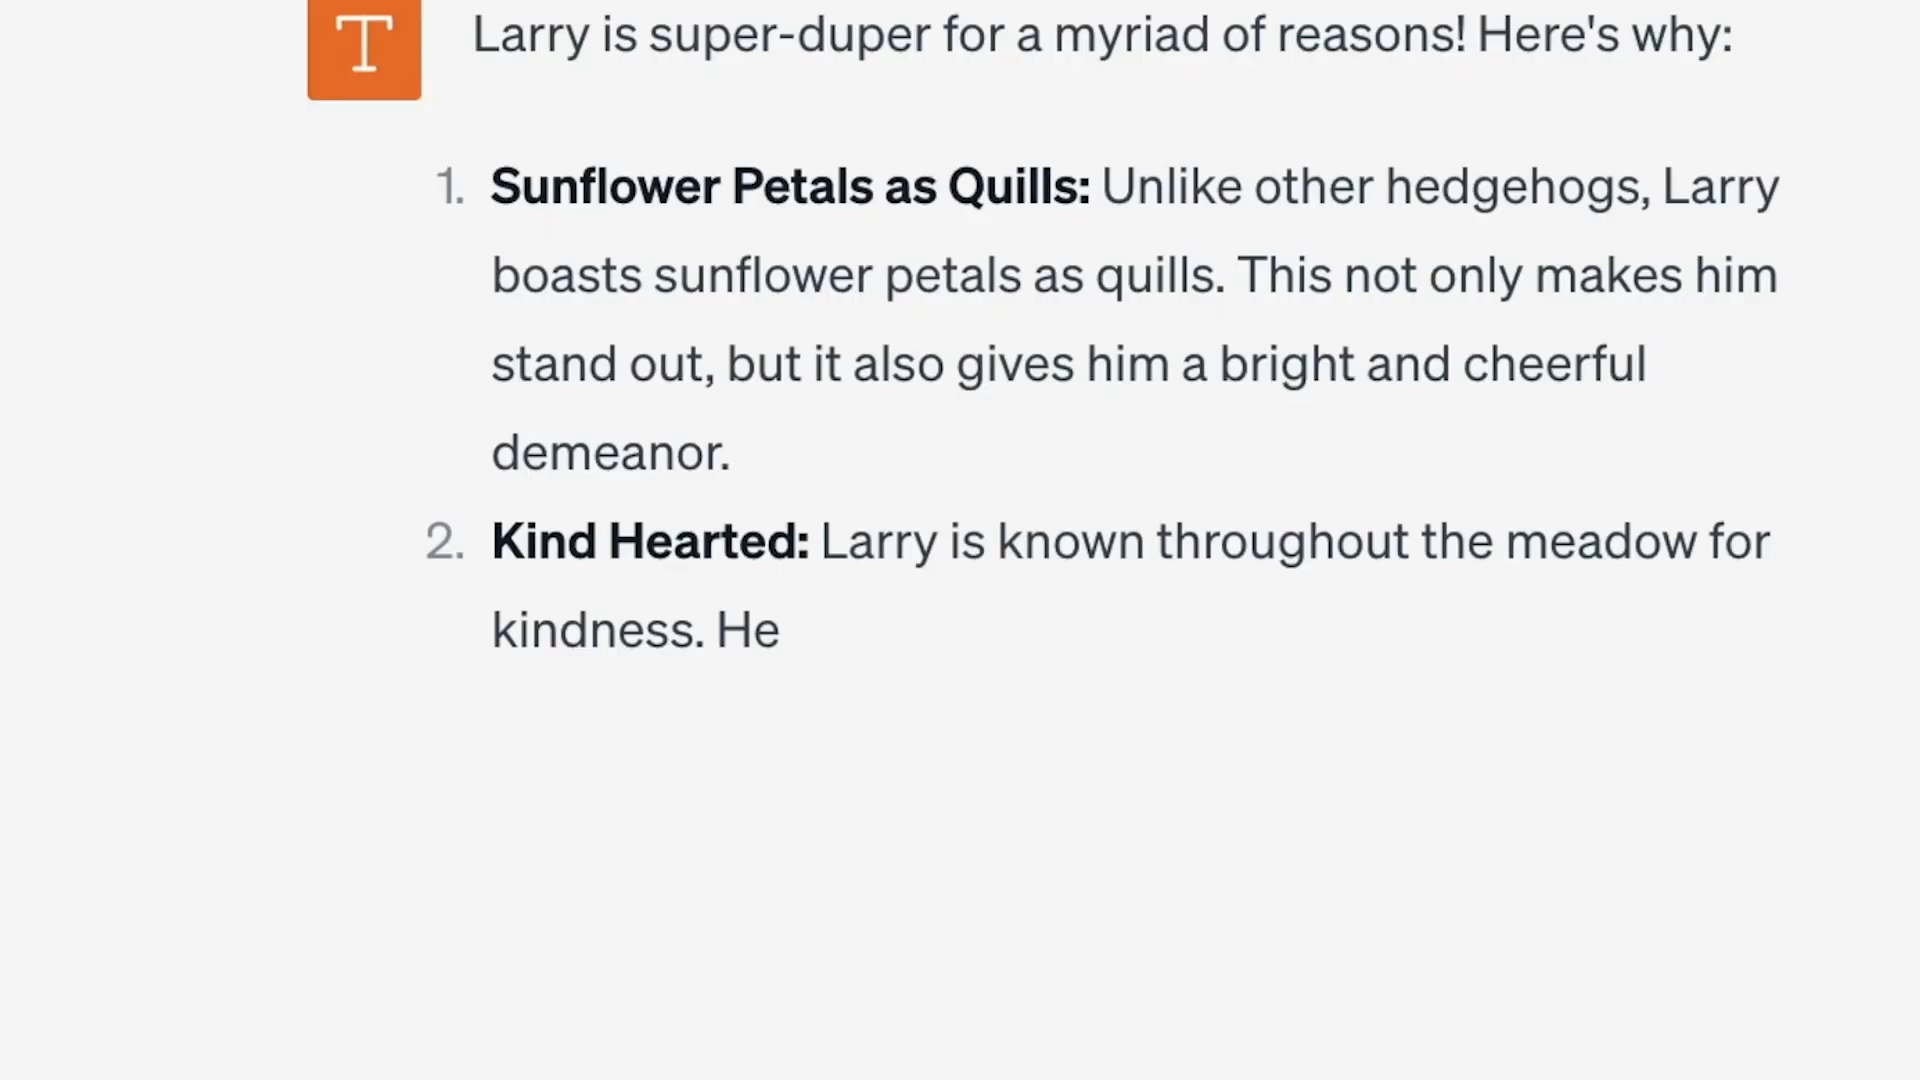 T
Larry is super-duper for a myriad of reasons! Here's why:
1. Sunflower Petals as Quills: Unlike other hedgehogs, Larry
boasts sunflower petals as quills. This not only makes him
stand out, but it also gives him a bright and cheerful
demeanor.
2. Kind Hearted: Larry is known throughout the meadow for
kindness. He